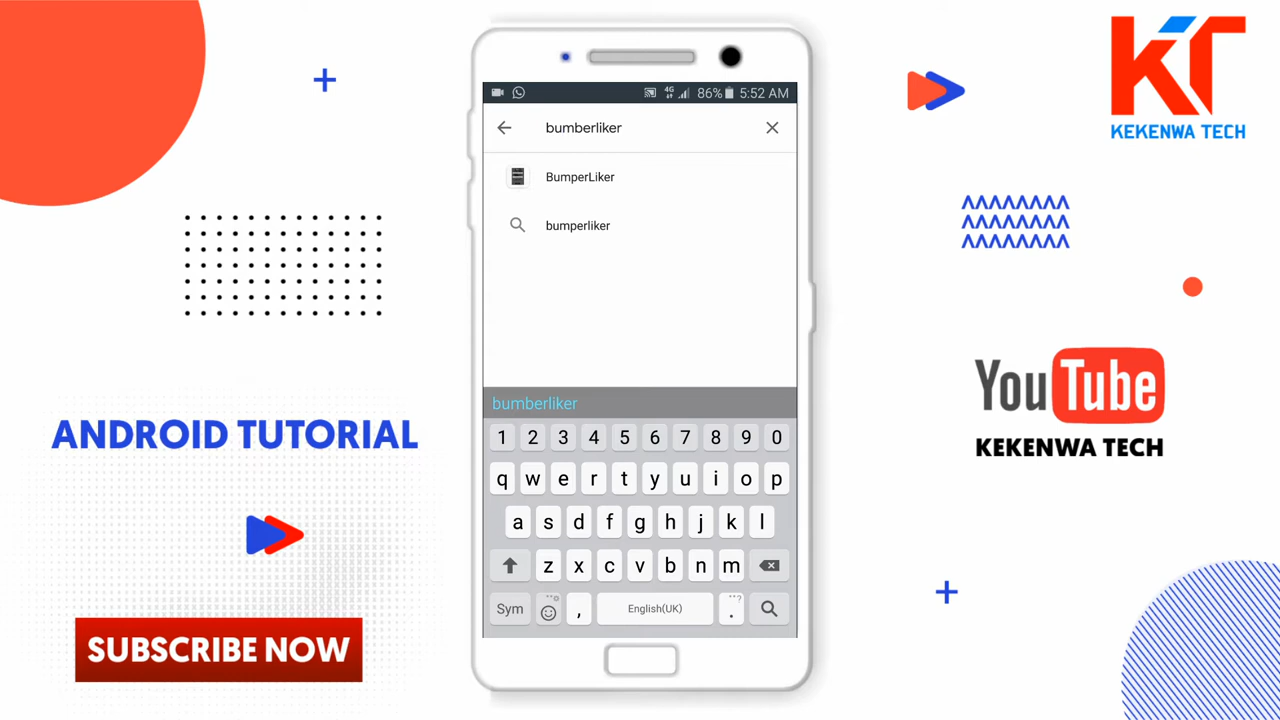 KT
KEKENWA TECH
4G 86% 5:52 AM
bumberliker
BumperLiker
bumperliker
bumberliker
1 2 3 4 5 6 7 8 9 0
q w e r t y u i o p
a s d f g h j k l
z x c v b n m
Sym , English(UK) .
ANDROID TUTORIAL
SUBSCRIBE NOW
YouTube
KEKENWA TECH